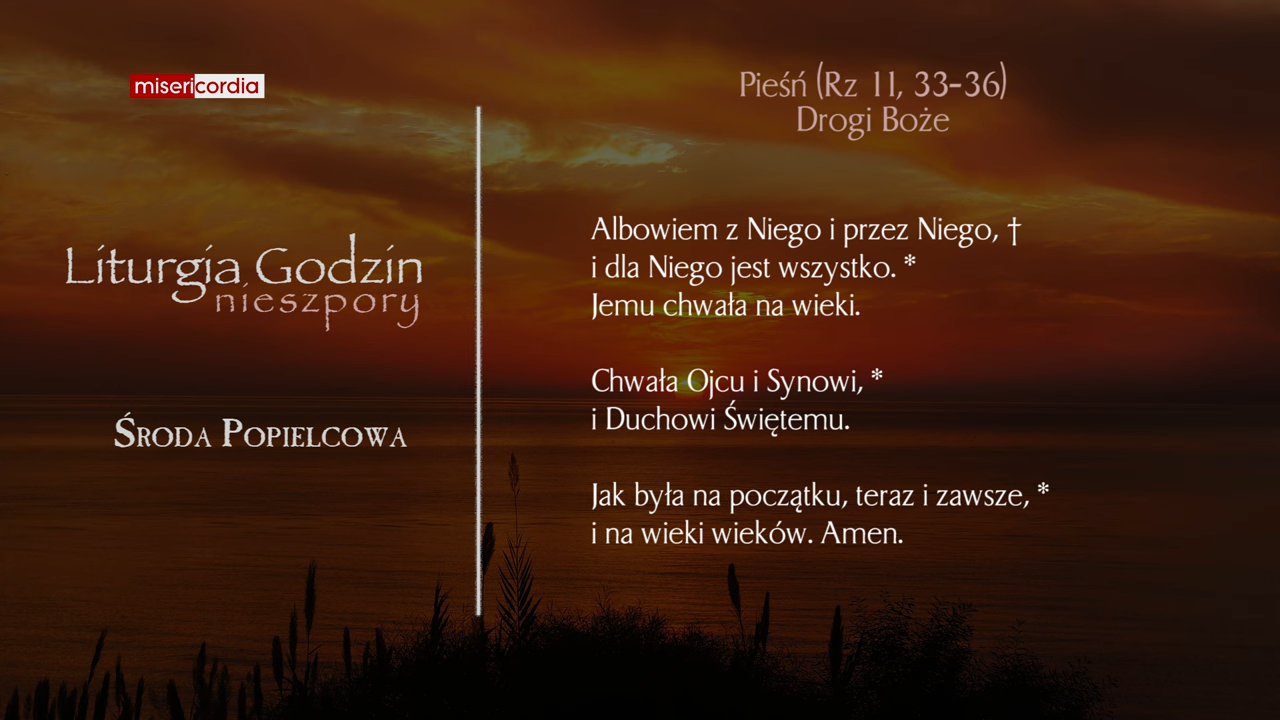 misericordia
Liturgia Godzin
nieszpory
Środa Popielcowa
Pieśń (Rz 11, 33-36)
Drogi Boże
Albowiem z Niego i przez Niego, †
i dla Niego jest wszystko. *
Jemu chwała na wieki.
Chwała Ojcu i Synowi, *
i Duchowi Świętemu.
Jak była na początku, teraz i zawsze, *
i na wieki wieków. Amen.